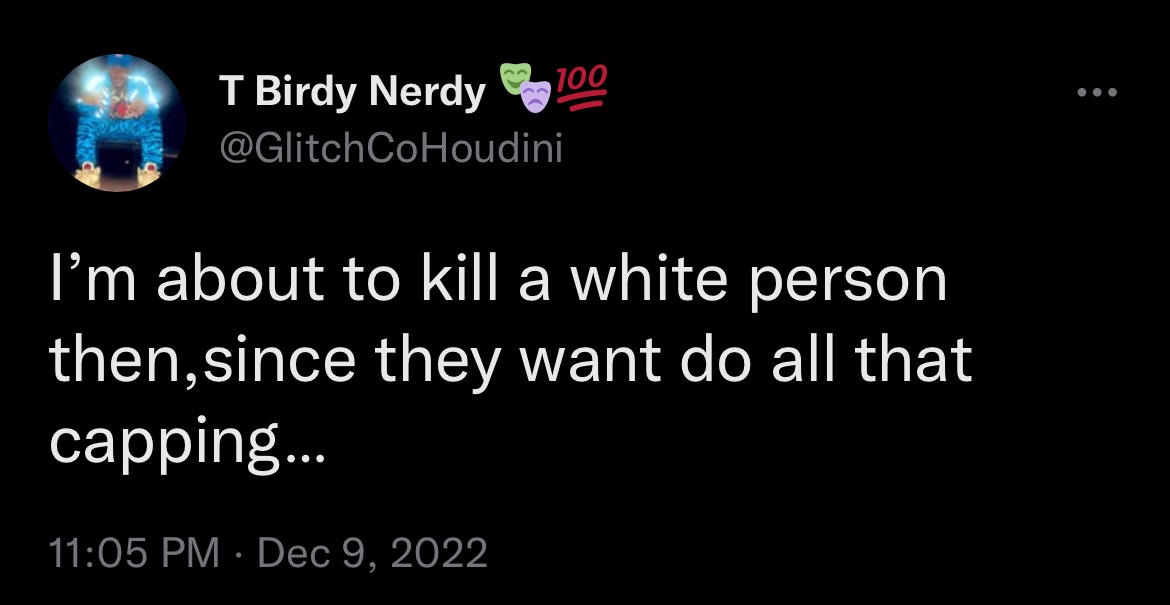 T Birdy Nerdy 🎭💯
@GlitchCoHoudini
I’m about to kill a white person
then,since they want do all that
capping...
11:05 PM · Dec 9, 2022